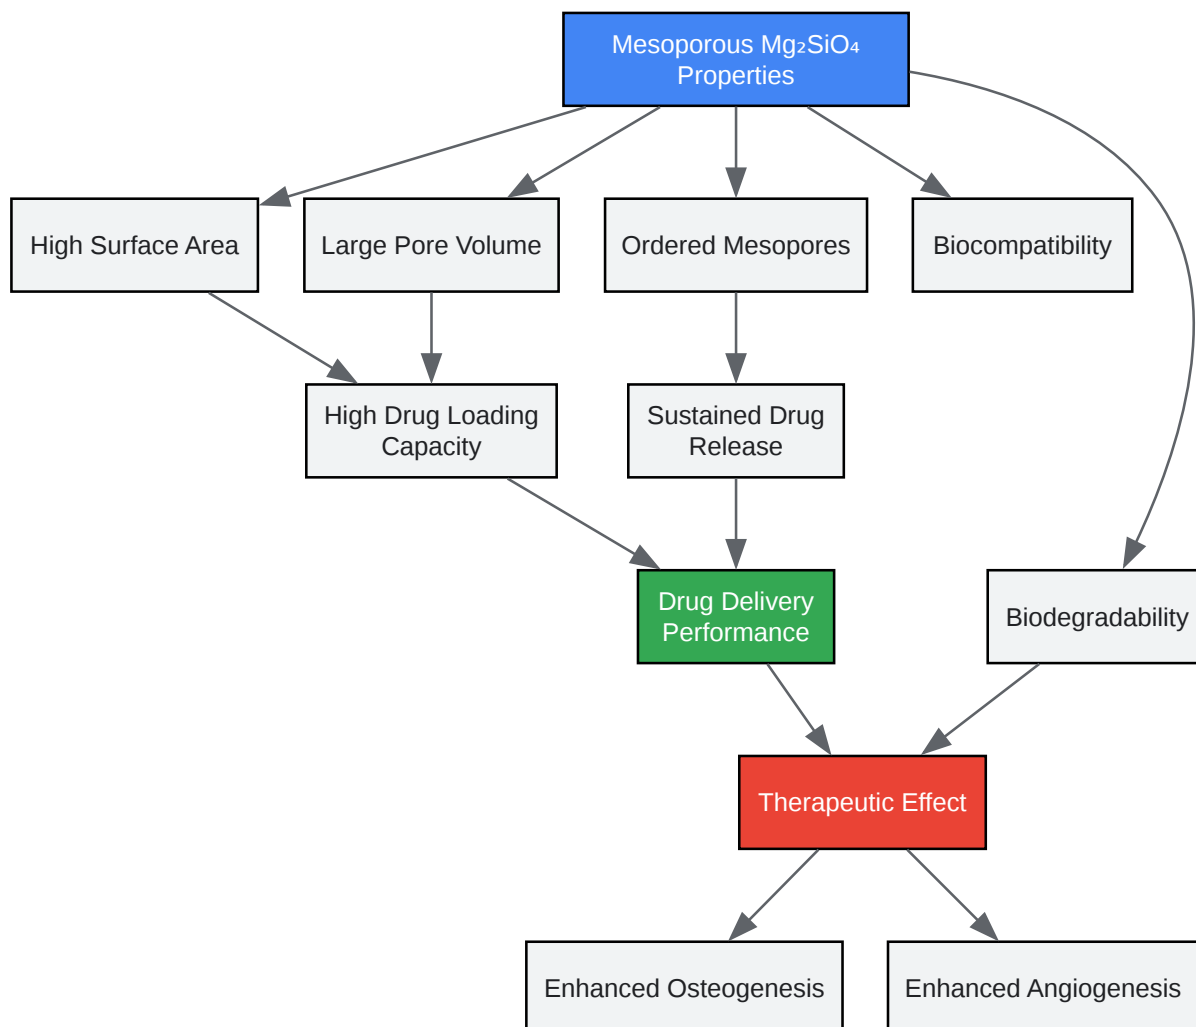 Mesoporous Mg₂SiO₄
Properties
High Surface Area
Large Pore Volume
Ordered Mesopores
Biocompatibility
High Drug Loading
Capacity
Sustained Drug
Release
Drug Delivery
Performance
Biodegradability
Therapeutic Effect
Enhanced Osteogenesis
Enhanced Angiogenesis